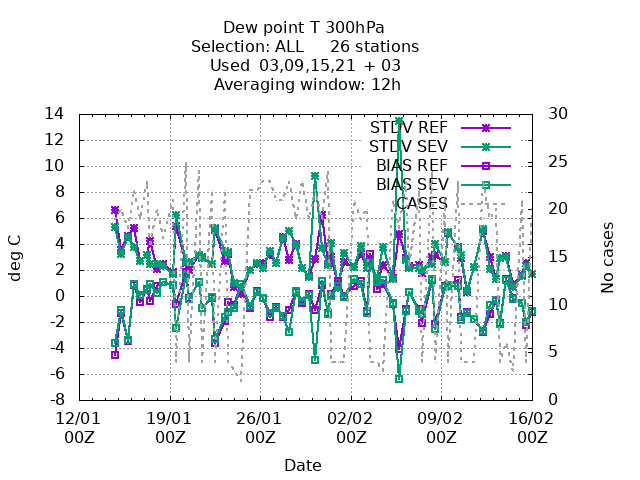 Dew point T 300hPa
Selection: ALL 26 stations
Used 03,09,15,21 + 03
Averaging window: 12h
14 30
12
10 25
8
6 20
4
2 15
0
-2 10
-4
-6 5
-8 0
deg C
No cases
STDV REF
STDV SEV
BIAS REF
BIAS SEV
CASES
12/01 19/01 26/01 02/02 09/02 16/02
00Z 00Z 00Z 00Z 00Z 00Z
Date